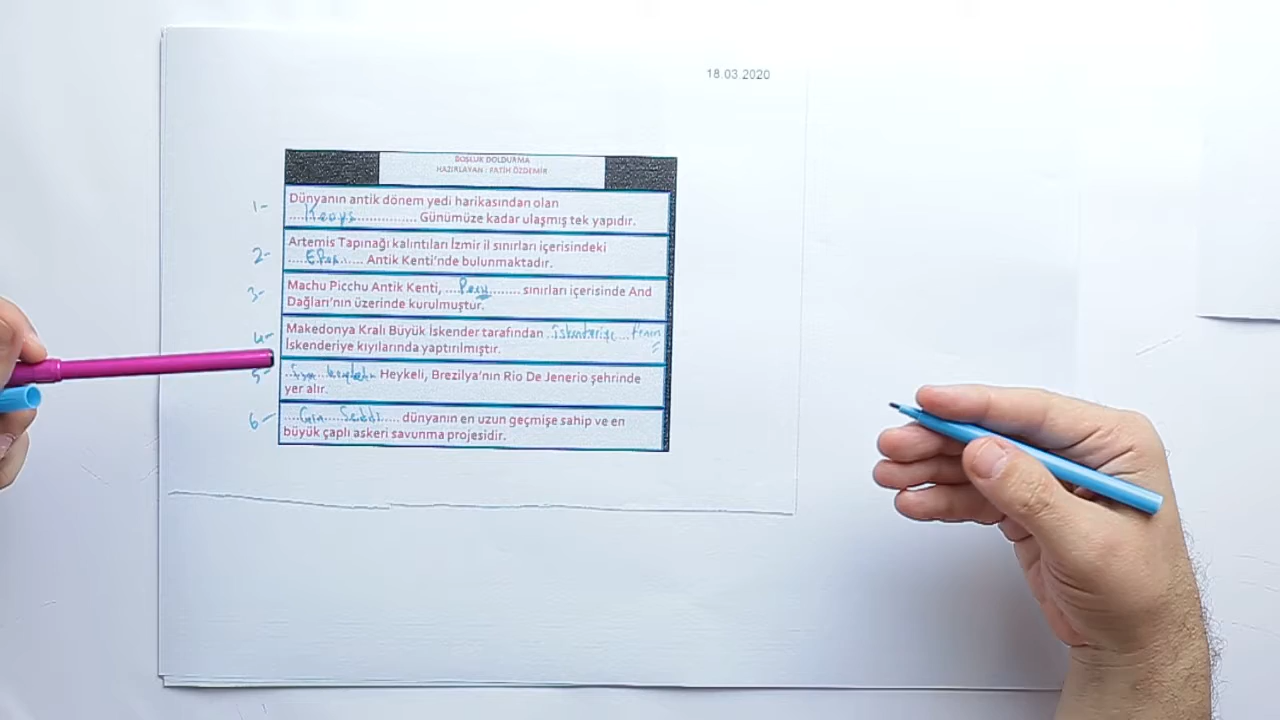 18.03 2020
BOŞLUK DOLDURMA
HAZIRLAYAN : FATİH ÖZDEMİR
1- Dünyanın antik dönem yedi harikasından olan
....Keops............... Günümüze kadar ulaşmış tek yapıdır.
2- Artemis Tapınağı kalıntıları İzmir il sınırları içerisindeki
.....Efes..... Antik Kenti'nde bulunmaktadır.
3- Machu Picchu Antik Kenti, ....Peru........ sınırları içerisinde And
Dağları'nın üzerinde kurulmuştur.
4- Makedonya Kralı Büyük İskender tarafından ..iskenderiye....Feneri
İskenderiye kıyılarında yaptırılmıştır.
5- Heykeli, Brezilya'nın Rio De Jenerio şehrinde
yer alır.
6- ....Çin.....Seddi..... dünyanın en uzun geçmişe sahip ve en
büyük çaplı askeri savunma projesidir.